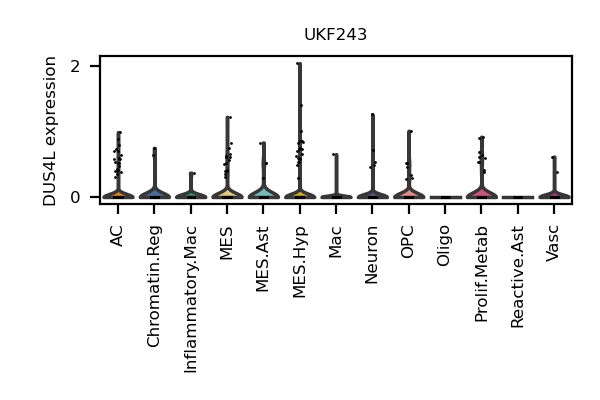 UKF243
DUS4L expression
2
0
AC
Chromatin.Reg
Inflammatory.Mac
MES
MES.Ast
MES.Hyp
Mac
Neuron
OPC
Oligo
Prolif.Metab
Reactive.Ast
Vasc